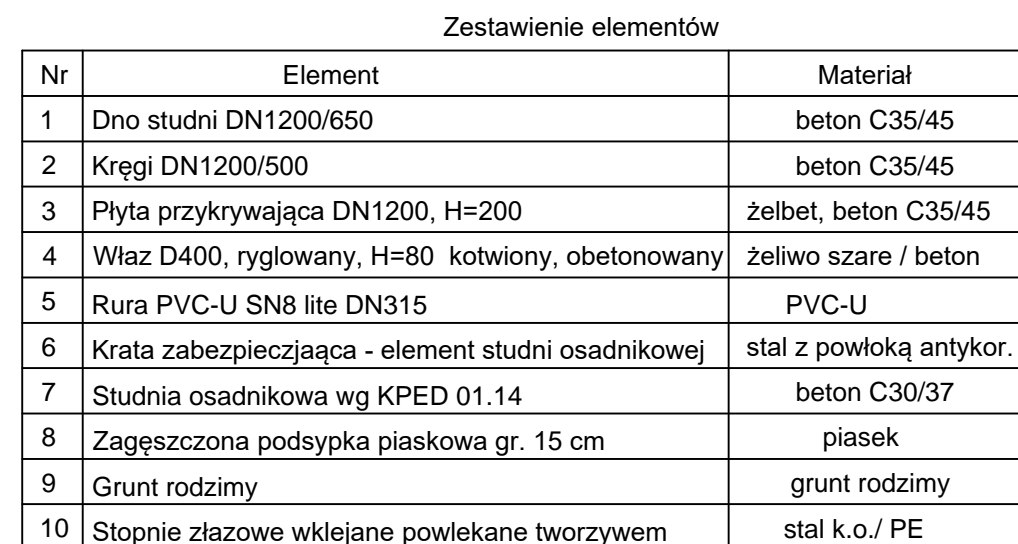 Zestawienie elementów
Nr Element Materiał
1 Dno studni DN1200/650 beton C35/45
2 Kręgi DN1200/500 beton C35/45
3 Płyta przykrywająca DN1200, H=200 żelbet, beton C35/45
4 Właz D400, ryglowany, H=80 kotwiony, obetonowany żeliwo szare / beton
5 Rura PVC-U SN8 lite DN315 PVC-U
6 Krata zabezpieczjaąca - element studni osadnikowej stal z powłoką antykor.
7 Studnia osadnikowa wg KPED 01.14 beton C30/37
8 Zagęszczona podsypka piaskowa gr. 15 cm piasek
9 Grunt rodzimy grunt rodzimy
10 Stopnie złazowe wklejane powlekane tworzywem stal k.o./ PE